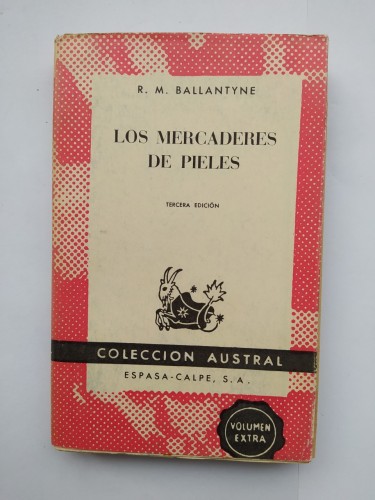 R. M. BALLANTYNE
LOS MERCADERES
DE PIELES
TERCERA EDICIÓN
COLECCION AUSTRAL
ESPASA-CALPE, S.A.
VOLUMEN
EXTRA